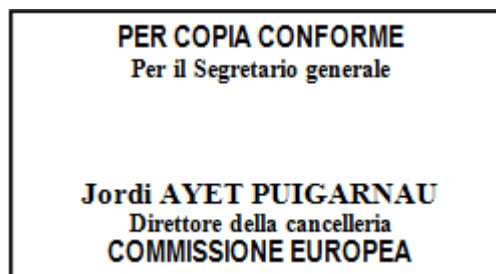 PER COPIA CONFORME
Per il Segretario generale
Jordi AYET PUIGARNAU
Direttore della cancelleria
COMMISSIONE EUROPEA